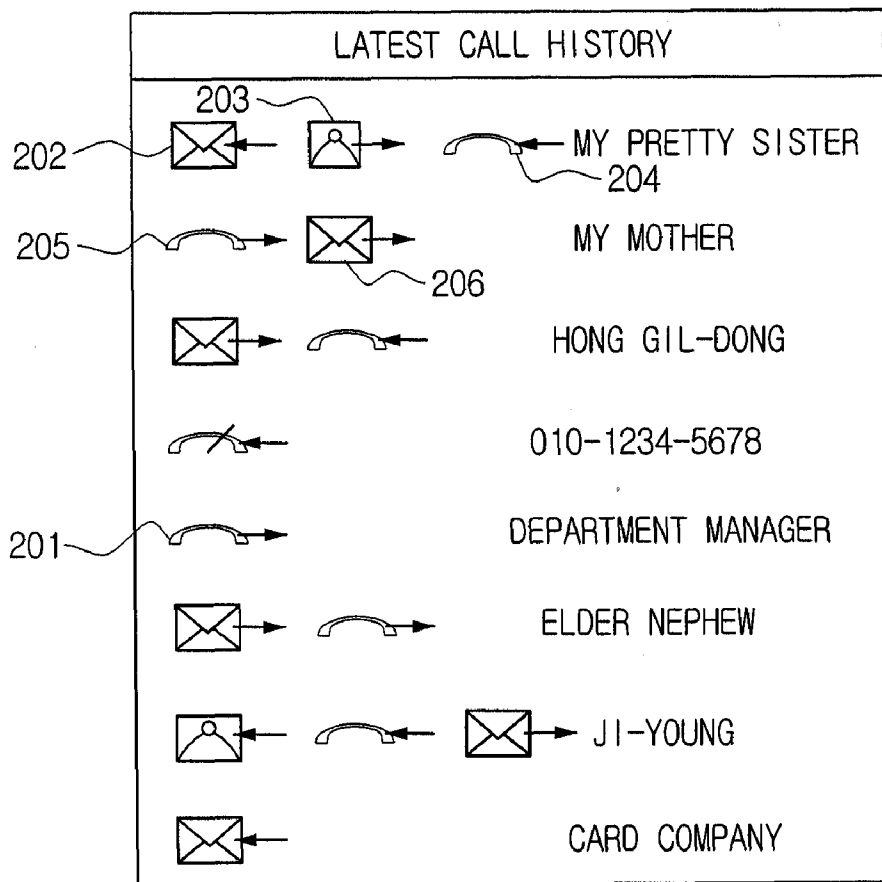 LATEST CALL HISTORY
203
202 MY PRETTY SISTER
204
205 MY MOTHER
206
HONG GIL-DONG
010-1234-5678
201 DEPARTMENT MANAGER
ELDER NEPHEW
JI-YOUNG
CARD COMPANY